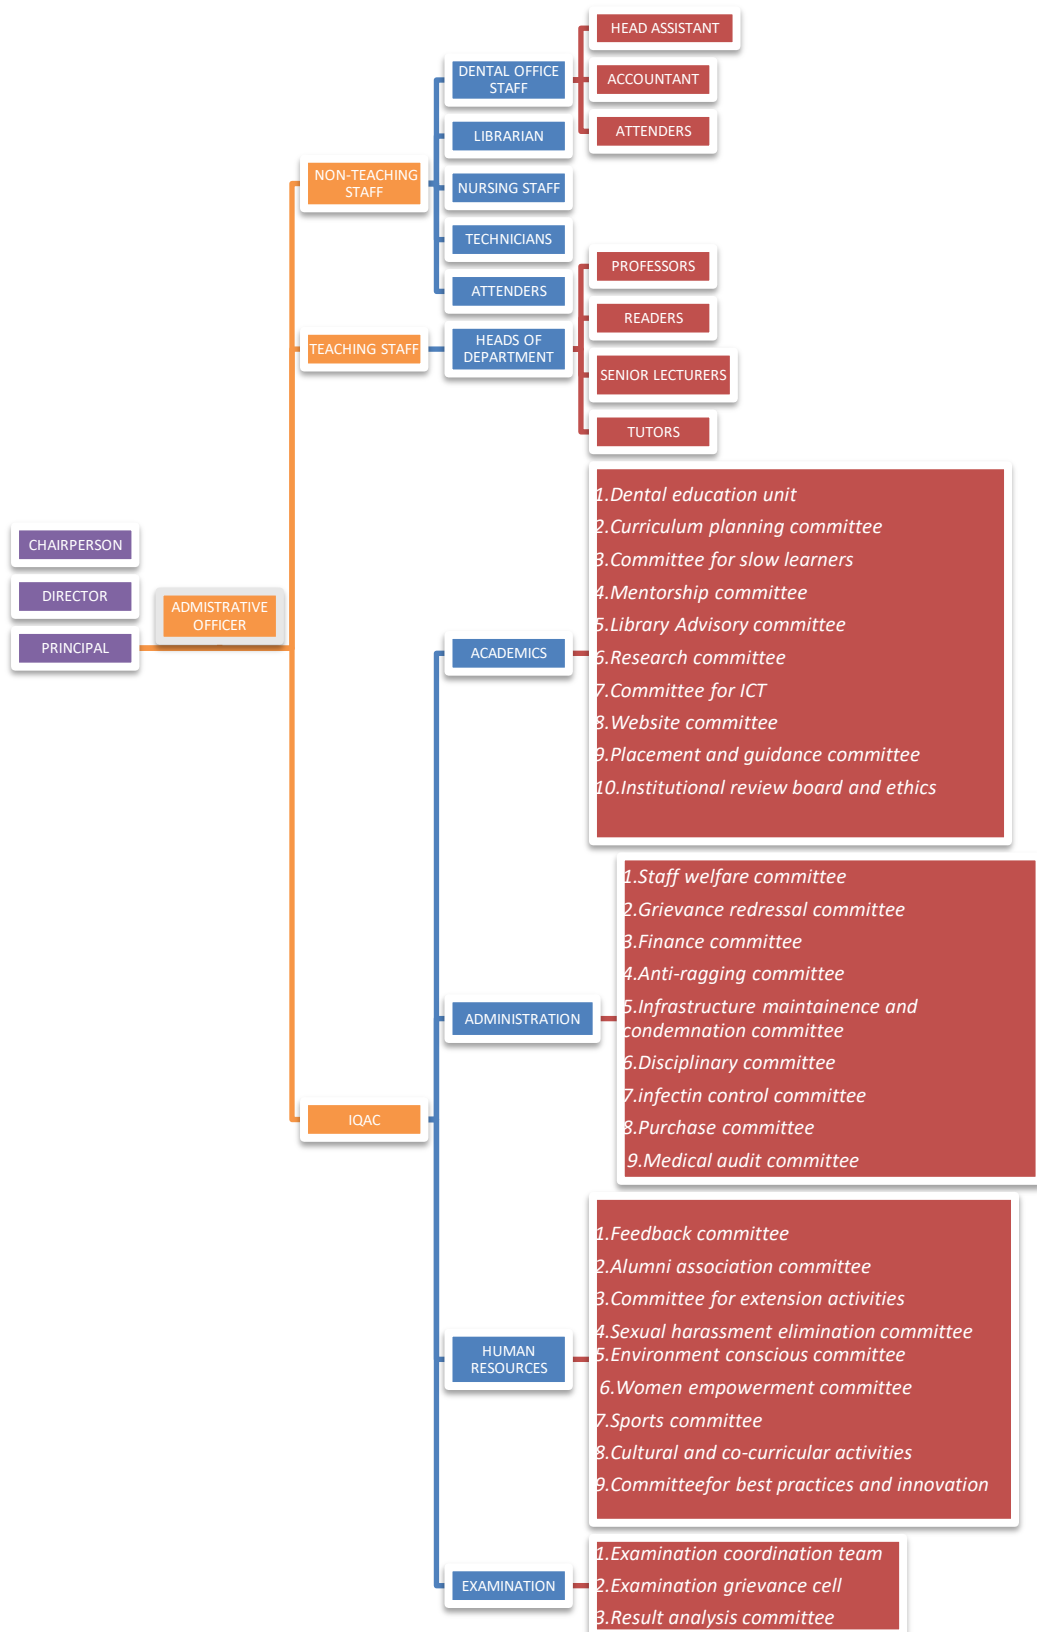 HEAD ASSISTANT
DENTAL OFFICE
STAFF
ACCOUNTANT
ATTENDERS
LIBRARIAN
NON-TEACHING
STAFF
NURSING STAFF
TECHNICIANS
ATTENDERS
PROFESSORS
READERS
TEACHING STAFF
HEADS OF
DEPARTMENT
SENIOR LECTURERS
TUTORS
CHAIRPERSON
DIRECTOR
PRINCIPAL
ADMISTRATIVE
OFFICER
ACADEMICS
1.Dental education unit
2.Curriculum planning committee
3.Committee for slow learners
4.Mentorship committee
5.Library Advisory committee
6.Research committee
7.Committee for ICT
8.Website committee
9.Placement and guidance committee
10.Institutional review board and ethics
ADMINISTRATION
1.Staff welfare committee
2.Grievance redressal committee
3.Finance committee
4.Anti-ragging committee
5.Infrastructure maintainence and
condemnation committee
6.Disciplinary committee
7.infectin control committee
8.Purchase committee
9.Medical audit committee
IQAC
HUMAN
RESOURCES
1.Feedback committee
2.Alumni association committee
3.Committee for extension activities
4.Sexual harassment elimination committee
5.Environment conscious committee
6.Women empowerment committee
7.Sports committee
8.Cultural and co-curricular activities
9.Committeefor best practices and innovation
EXAMINATION
1.Examination coordination team
2.Examination grievance cell
3.Result analysis committee